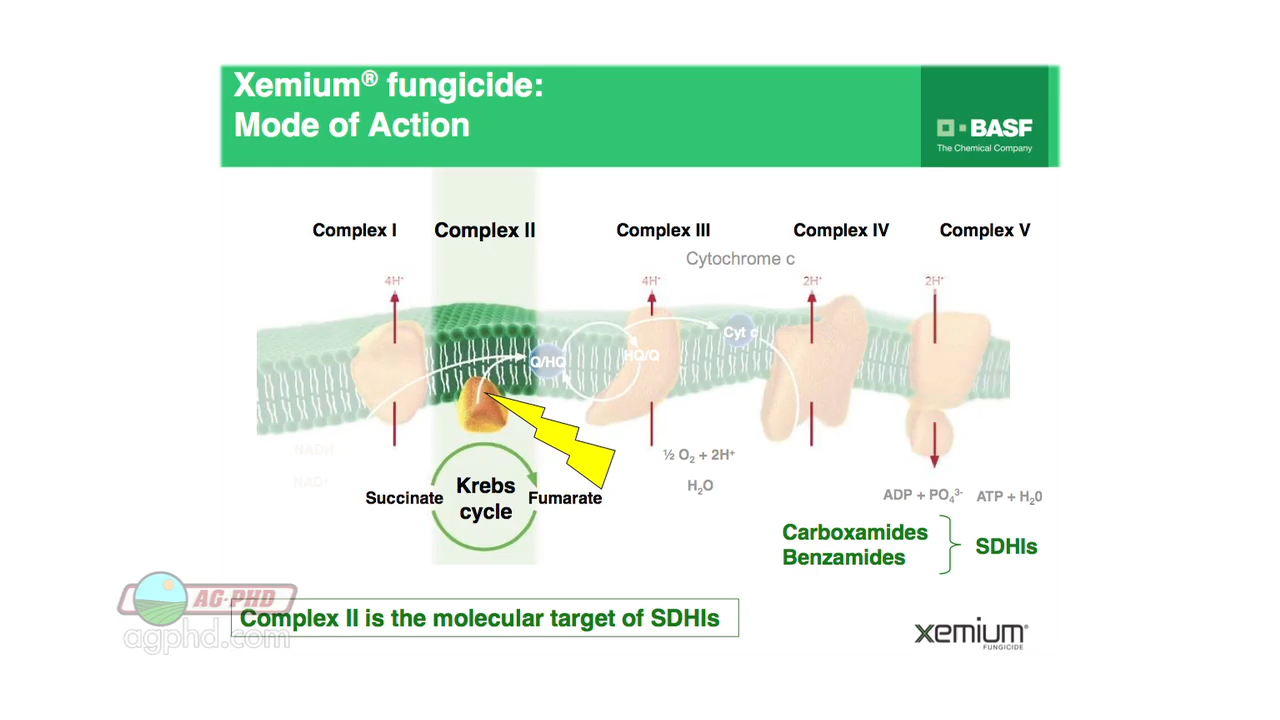 Xemium® fungicide:
Mode of Action
BASF
The Chemical Company
Complex I
Complex II
Complex III
Complex IV
Complex V
Cytochrome c
4H⁺
4H⁺
2H⁺
2H⁺
Q/HQ
HQ/Q
Cyt c
NADH
NAD⁺
½ O₂ + 2H⁺
H₂O
Succinate
Krebs
cycle
Fumarate
ADP + PO₄³⁻
ATP + H₂0
Carboxamides
Benzamides
SDHIs
AG·PHD
agphd.com
Complex II is the molecular target of SDHIs
xemium®
FUNGICIDE